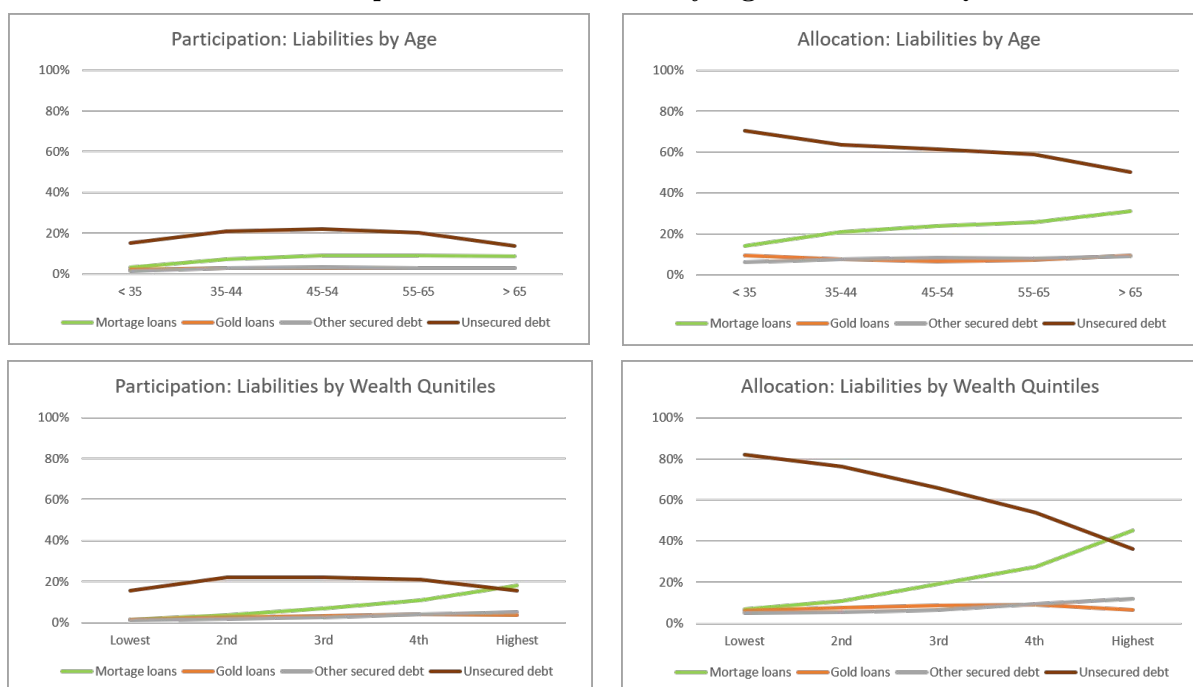 Participation: Liabilities by Age
100%
80%
60%
40%
20%
0%
< 35 35-44 45-54 55-65 > 65
Mortage loans Gold loans Other secured debt Unsecured debt
Allocation: Liabilities by Age
100%
80%
60%
40%
20%
0%
< 35 35-44 45-54 55-65 > 65
Mortage loans Gold loans Other secured debt Unsecured debt
Participation: Liabilities by Wealth Qunitiles
100%
80%
60%
40%
20%
0%
Lowest 2nd 3rd 4th Highest
Mortage loans Gold loans Other secured debt Unsecured debt
Allocation: Liabilities by Wealth Quintiles
100%
80%
60%
40%
20%
0%
Lowest 2nd 3rd 4th Highest
Mortage loans Gold loans Other secured debt Unsecured debt